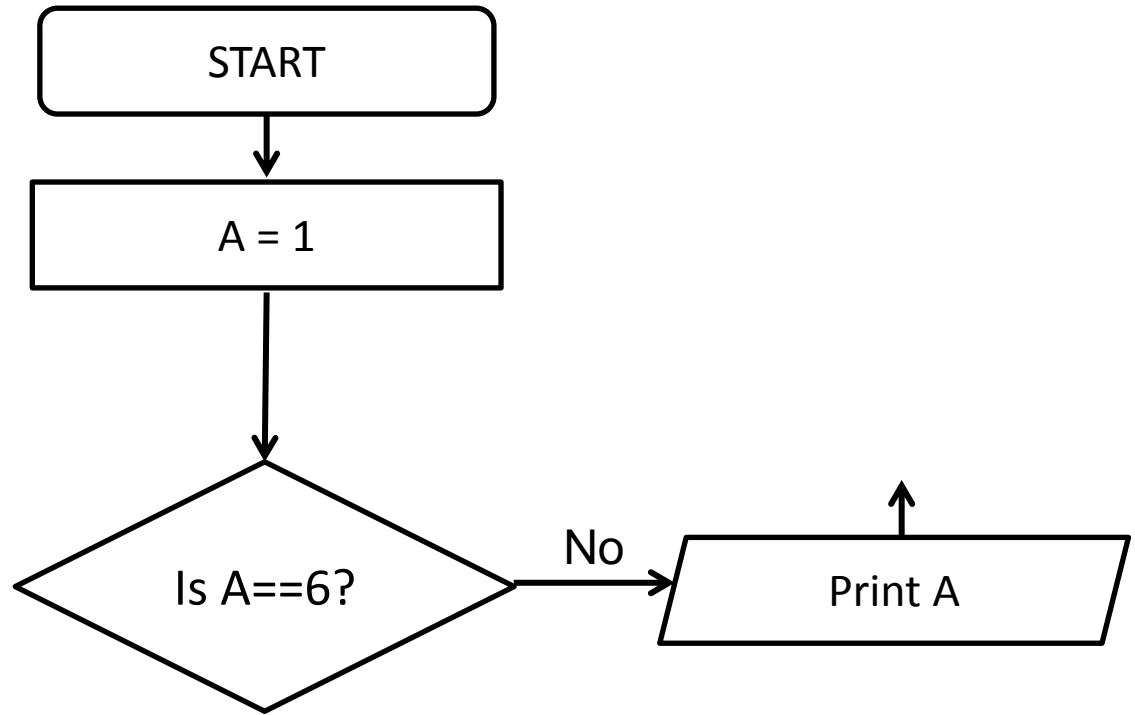 START
A = 1
Is A==6?
No
Print A